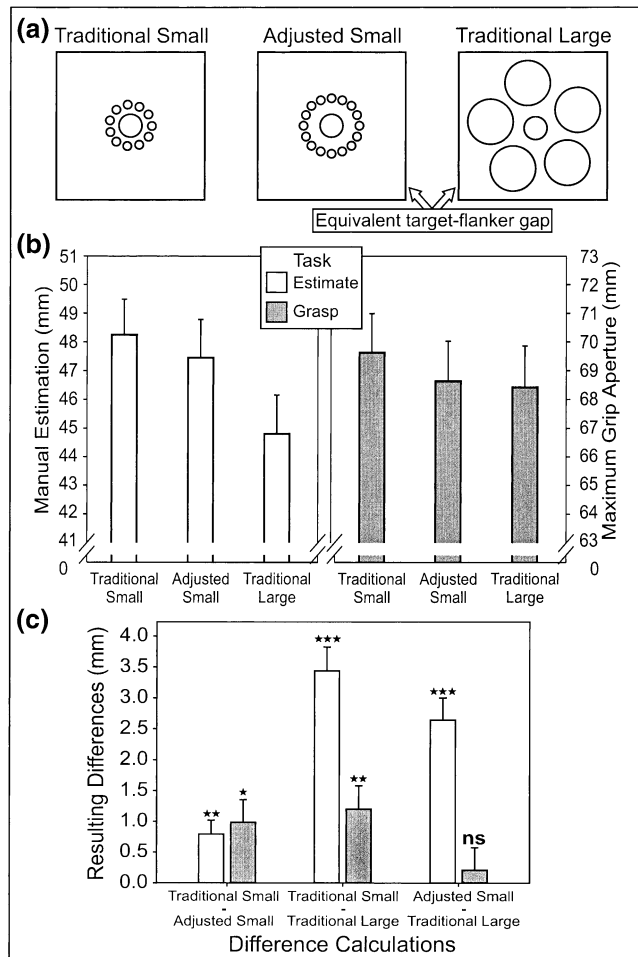 (a)
Traditional Small
Adjusted Small
Traditional Large
Equivalent target-flanker gap
(b)
Manual Estimation (mm)
51
50
49
48
47
46
45
44
43
42
41
0
Task
Estimate
Grasp
73
72
71
70
69
68
67
66
65
64
63
0
Maximum Grip Aperture (mm)
Traditional
Small
Adjusted
Small
Traditional
Large
Traditional
Small
Adjusted
Small
Traditional
Large
(c)
Resulting Differences (mm)
4.0
3.5
3.0
2.5
2.0
1.5
1.0
0.5
0.0
★★
★
★★★
★★
★★★
ns
Traditional Small
-
Adjusted Small
Traditional Small
-
Traditional Large
Adjusted Small
-
Traditional Large
Difference Calculations